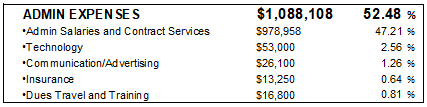 ADMIN EXPENSES $1,088,108 52.48 %
•Admin Salaries and Contract Services $978,958 47.21 %
•Technology $53,000 2.56 %
•Communication/Advertising $26,100 1.26 %
•Insurance $13,250 0.64 %
•Dues Travel and Training $16,800 0.81 %